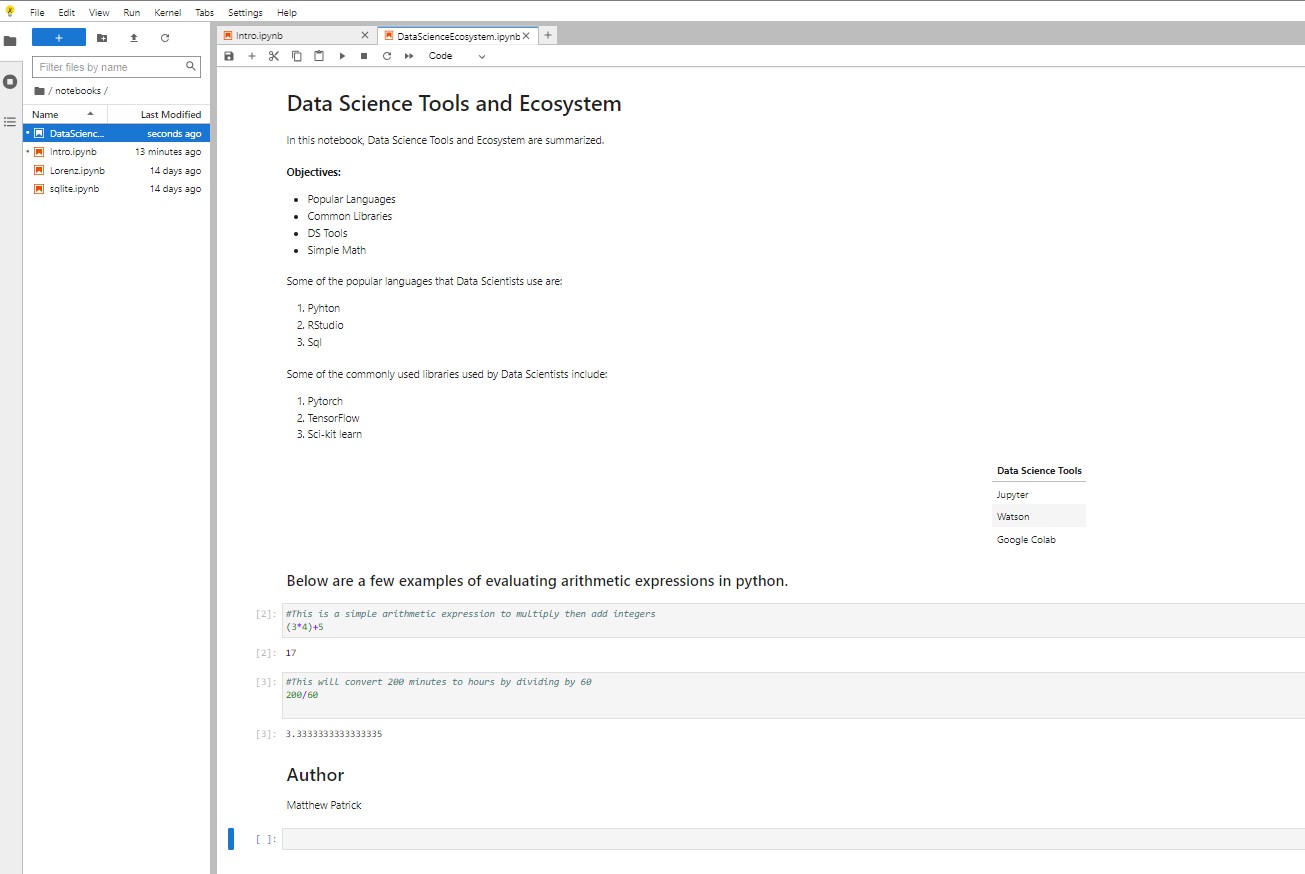 File Edit View Run Kernel Tabs Settings Help
Intro.ipynb
DataScienceEcosystem.ipynb
Code
Filter files by name
/ notebooks /
Name Last Modified
DataScienc... seconds ago
Intro.ipynb 13 minutes ago
Lorenz.ipynb 14 days ago
sqlite.ipynb 14 days ago
Data Science Tools and Ecosystem
In this notebook, Data Science Tools and Ecosystem are summarized.
Objectives:
Popular Languages
Common Libraries
DS Tools
Simple Math
Some of the popular languages that Data Scientists use are:
1. Pyhton
2. RStudio
3. Sql
Some of the commonly used libraries used by Data Scientists include:
1. Pytorch
2. TensorFlow
3. Sci-kit learn
Data Science Tools
Jupyter
Watson
Google Colab
Below are a few examples of evaluating arithmetic expressions in python.
[2]: #This is a simple arithmetic expression to multiply then add integers
(3*4)+5
[2]: 17
[3]: #This will convert 200 minutes to hours by dividing by 60
200/60
[3]: 3.3333333333333335
Author
Matthew Patrick
[ ]: